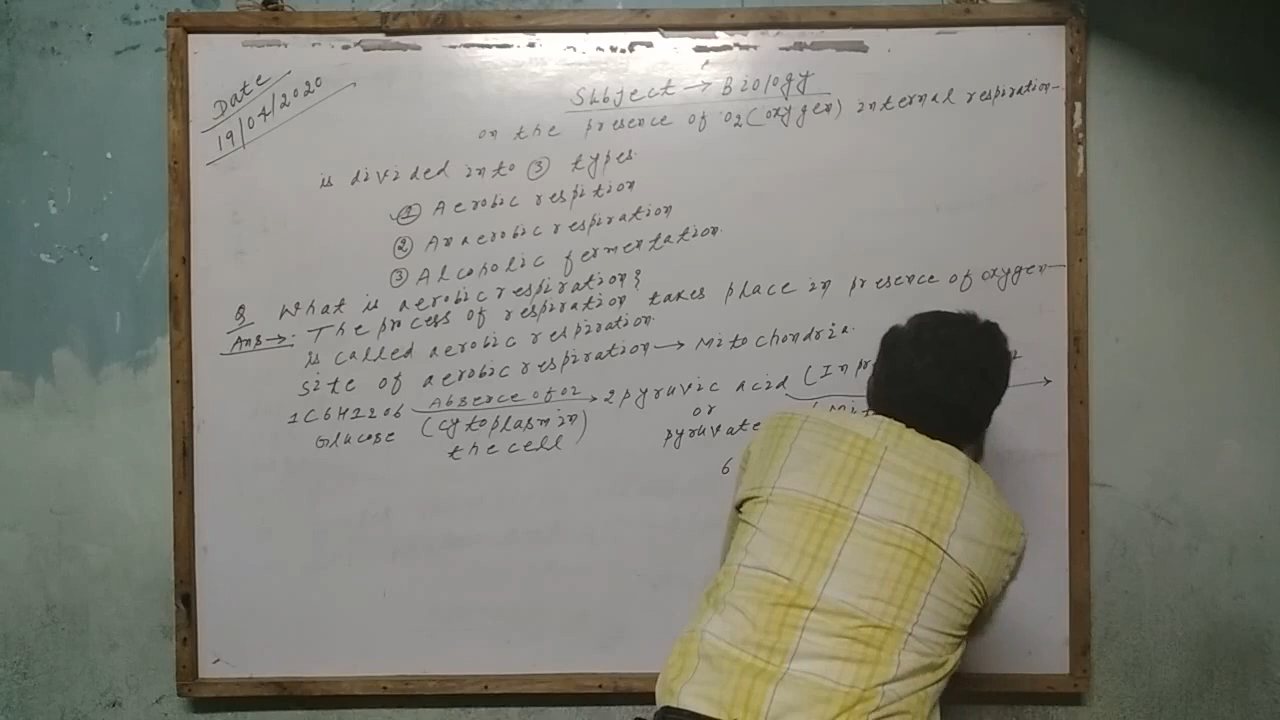 Date
19/04/2020
Subject → Biology
on the presence of O2 (oxygen) internal respiration-
is divided into ③ types.
① Aerobic respition
② Anaerobic respiration
③ Alcoholic fermentation.
Q What is aerobic respiration?
Ans→: The process of respiration takes place in presence of oxygen-
is called aerobic respiration.
Site of aerobic respiration → Mitochondria.
1C6H12O6 Absence of O2 → 2 pyruvic acid (In pr
Glucose (cytoplasm in the cell) or
pyruvate
6